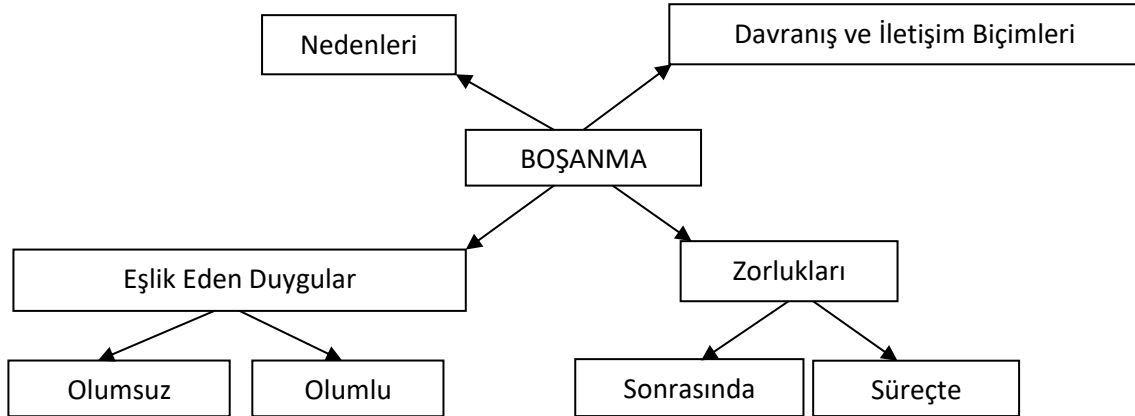 Nedenleri
Davranış ve İletişim Biçimleri
BOŞANMA
Eşlik Eden Duygular
Zorlukları
Olumsuz
Olumlu
Sonrasında
Süreçte